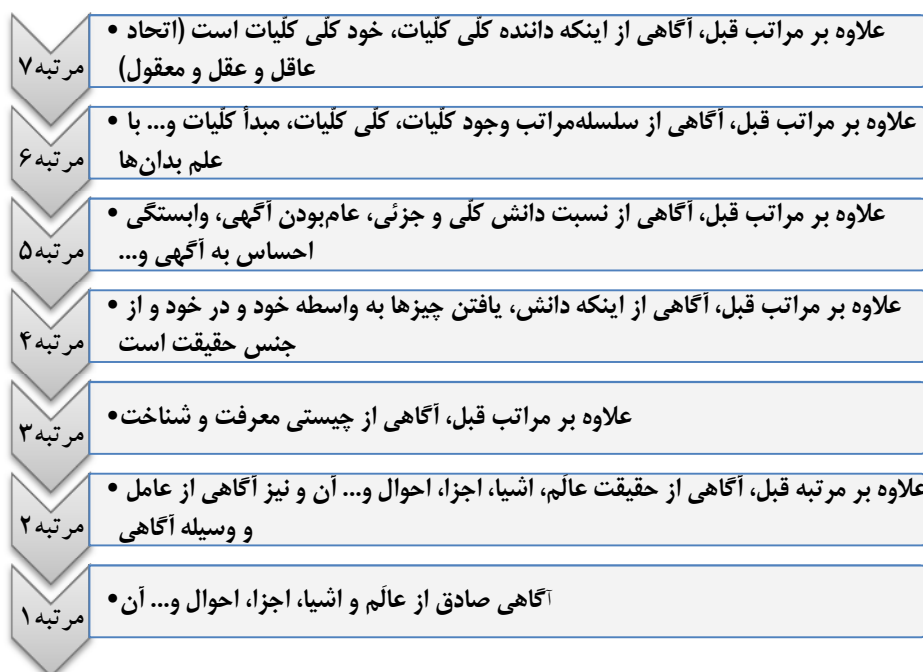 مرتبه۷
• علاوه بر مراتب قبل، آگاهی از اینکه داننده کلّی کلّیات، خود کلّی کلّیات است (اتحاد
عاقل و عقل و معقول)
مرتبه۶
• علاوه بر مراتب قبل، آگاهی از سلسله‌مراتب وجود کلّیات، کلّی کلّیات، مبدأ کلّیات و... با
علم بدان‌ها
مرتبه۵
• علاوه بر مراتب قبل، آگاهی از نسبت دانش کلّی و جزئی، عام‌بودن آگهی، وابستگی
احساس به آگهی و...
مرتبه۴
• علاوه بر مراتب قبل، آگاهی از اینکه دانش، یافتن چیزها به واسطه خود و در خود و از
جنس حقیقت است
مرتبه۳
• علاوه بر مراتب قبل، آگاهی از چیستی معرفت و شناخت
مرتبه۲
• علاوه بر مرتبه قبل، آگاهی از حقیقت عالَم، اشیا، اجزا، احوال و... آن و نیز آگاهی از عامل
و وسیله آگاهی
مرتبه۱
• آگاهی صادق از عالَم و اشیا، اجزا، احوال و... آن